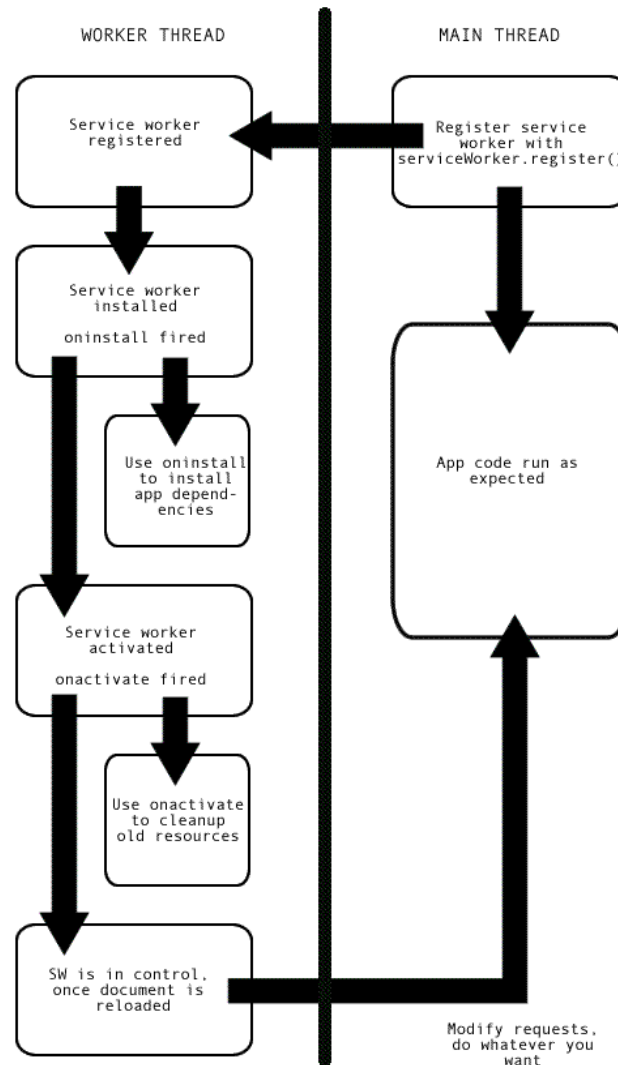 WORKER THREAD
MAIN THREAD
Service worker
registered
Register service
worker with
serviceWorker.register()
Service worker
installed
oninstall fired
Use oninstall
to install
app depend-
encies
App code run as
expected
Service worker
activated
onactivate fired
Use onactivate
to cleanup
old resources
SW is in control,
once document is
reloaded
Modify requests,
do whatever you
want